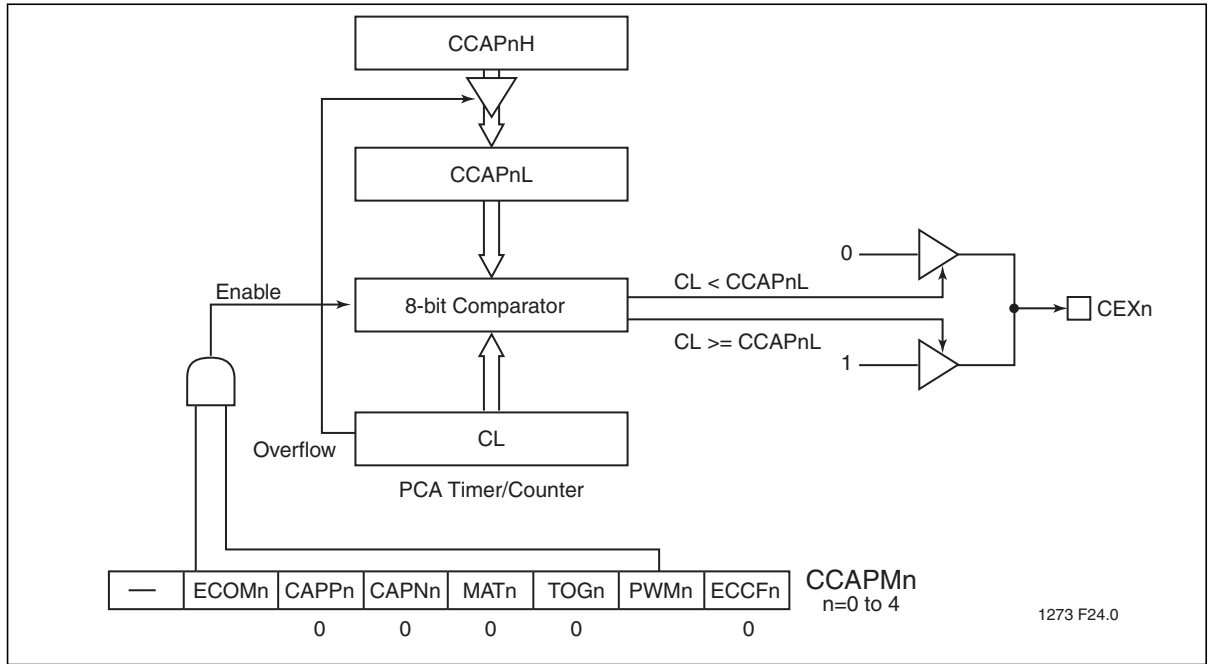 CCAPnH
CCAPnL
0
CL < CCAPnL
Enable
8-bit Comparator
CEXn
CL >= CCAPnL
1
Overflow
CL
PCA Timer/Counter
— ECOMn CAPPn CAPNn MATn TOGn PWMn ECCFn CCAPMn
n=0 to 4
0 0 0 0 0
1273 F24.0